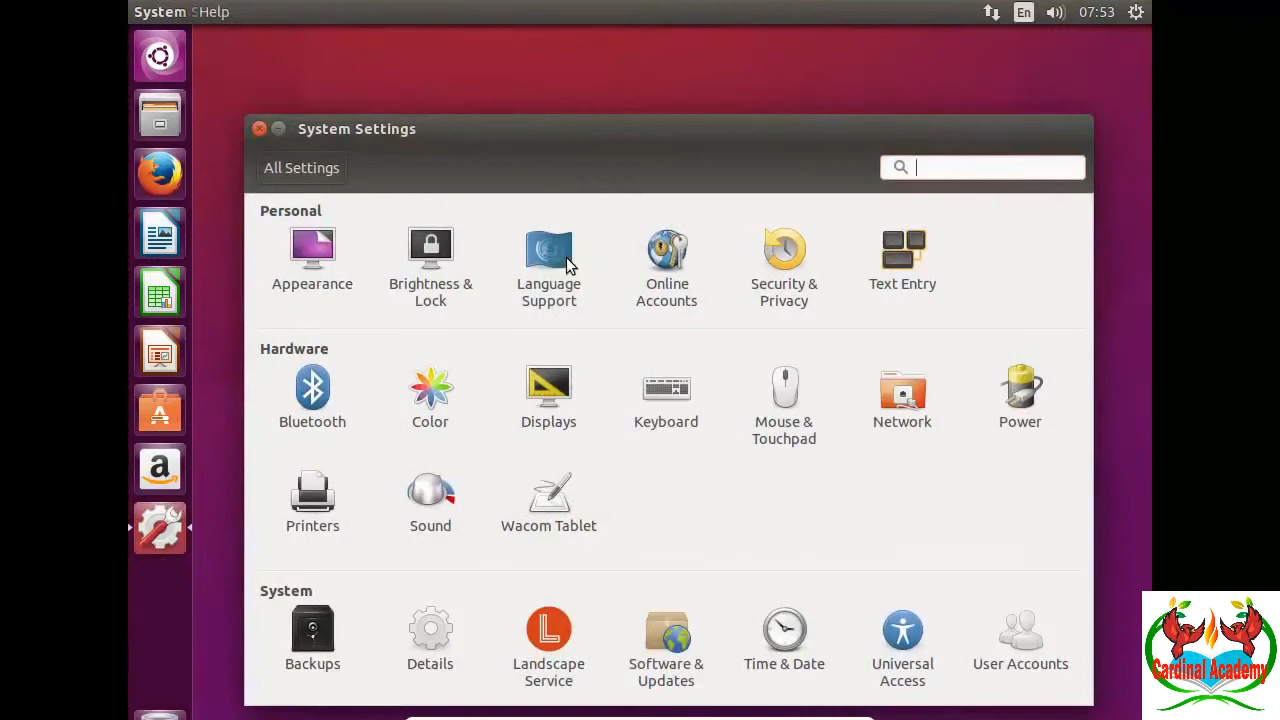 System SHelp
En
07:53
System Settings
All Settings
Personal
Appearance
Brightness &
Lock
Language
Support
Online
Accounts
Security &
Privacy
Text Entry
Hardware
Bluetooth
Color
Displays
Keyboard
Mouse &
Touchpad
Network
Power
Printers
Sound
Wacom Tablet
System
Backups
Details
Landscape
Service
Software &
Updates
Time & Date
Universal
Access
User Accounts
Cardinal Academy